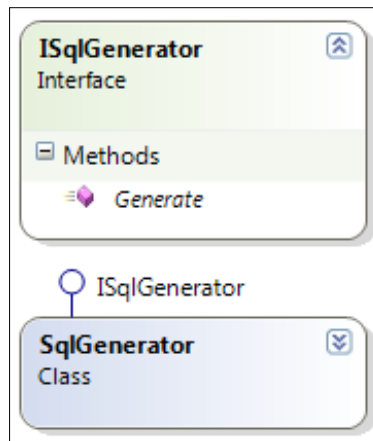 ISqlGenerator
Interface
Methods
Generate
ISqlGenerator
SqlGenerator
Class